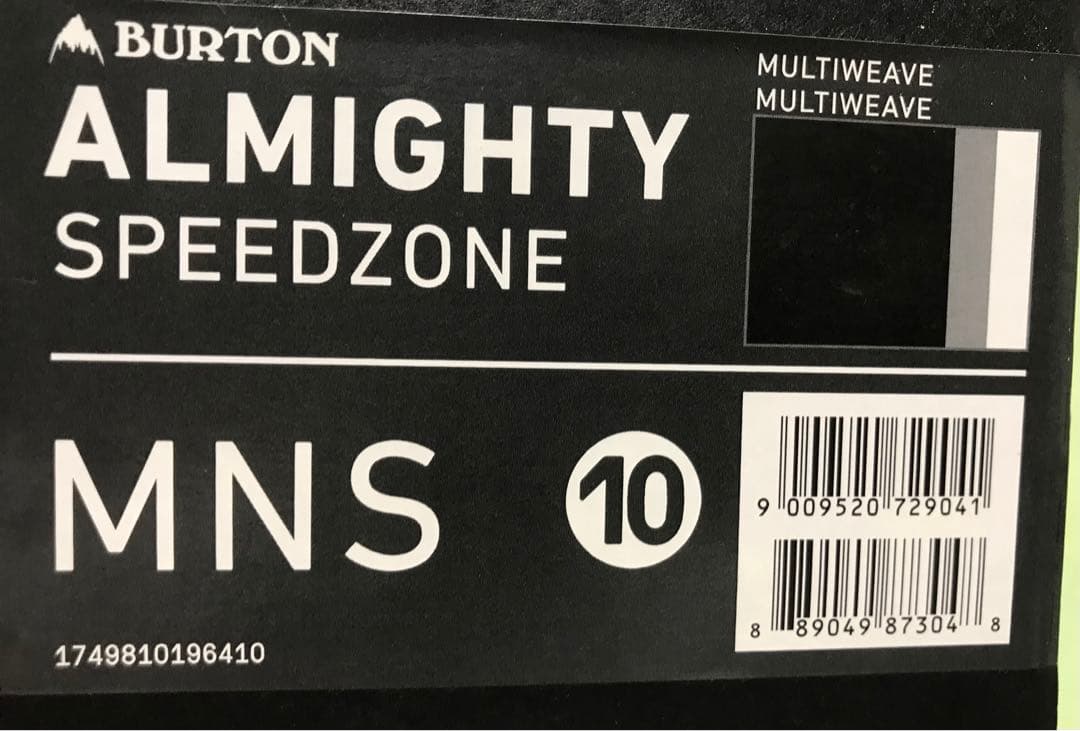 BURTON
ALMIGHTY
SPEEDZONE
MULTIWEAVE
MULTIWEAVE
MNS
10
9 009520 729041
8 89049 87304 8
1749810196410